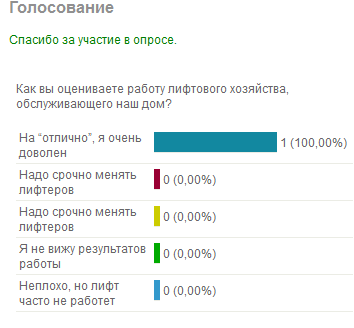 Голосование
Спасибо за участие в опросе.
Как вы оцениваете работу лифтового хозяйства,
обслуживающего наш дом?
На “отлично”, я очень
доволен
1 (100,00%)
Надо срочно менять
лифтеров
0 (0,00%)
Надо срочно менять
лифтеров
0 (0,00%)
Я не вижу результатов
работы
0 (0,00%)
Неплохо, но лифт
часто не работет
0 (0,00%)